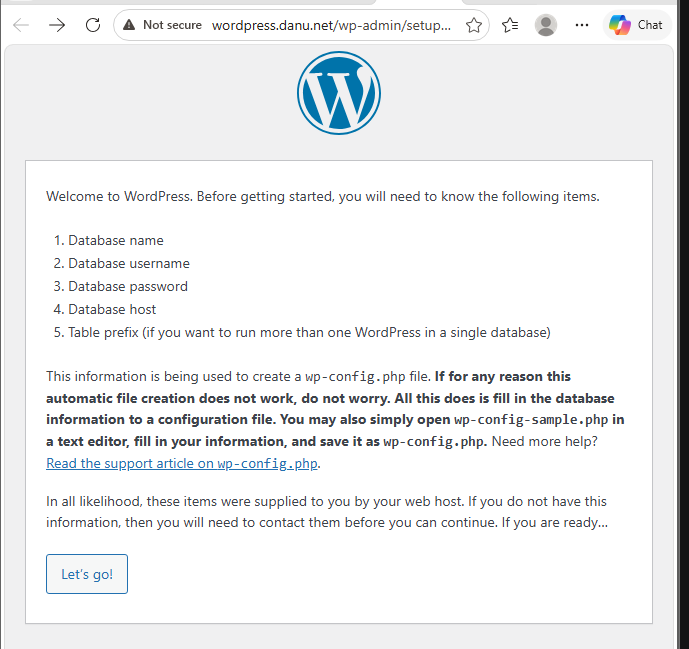 Not secure wordpress.danu.net/wp-admin/setup... Chat
Welcome to WordPress. Before getting started, you will need to know the following items.
1. Database name
2. Database username
3. Database password
4. Database host
5. Table prefix (if you want to run more than one WordPress in a single database)
This information is being used to create a wp-config.php file. If for any reason this
automatic file creation does not work, do not worry. All this does is fill in the database
information to a configuration file. You may also simply open wp-config-sample.php in
a text editor, fill in your information, and save it as wp-config.php. Need more help?
Read the support article on wp-config.php.
In all likelihood, these items were supplied to you by your web host. If you do not have this
information, then you will need to contact them before you can continue. If you are ready…
Let's go!